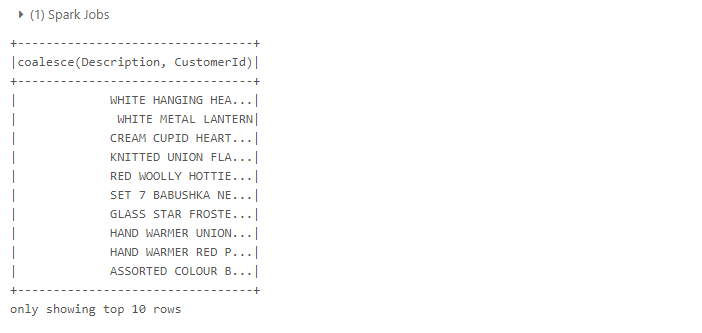 (1) Spark Jobs
+--------------------------------+
|coalesce(Description, CustomerId)|
+--------------------------------+
|            WHITE HANGING HEA...|
|             WHITE METAL LANTERN|
|            CREAM CUPID HEART...|
|            KNITTED UNION FLA...|
|            RED WOOLLY HOTTIE...|
|            SET 7 BABUSHKA NE...|
|            GLASS STAR FROSTE...|
|            HAND WARMER UNION...|
|            HAND WARMER RED P...|
|            ASSORTED COLOUR B...|
+--------------------------------+
only showing top 10 rows